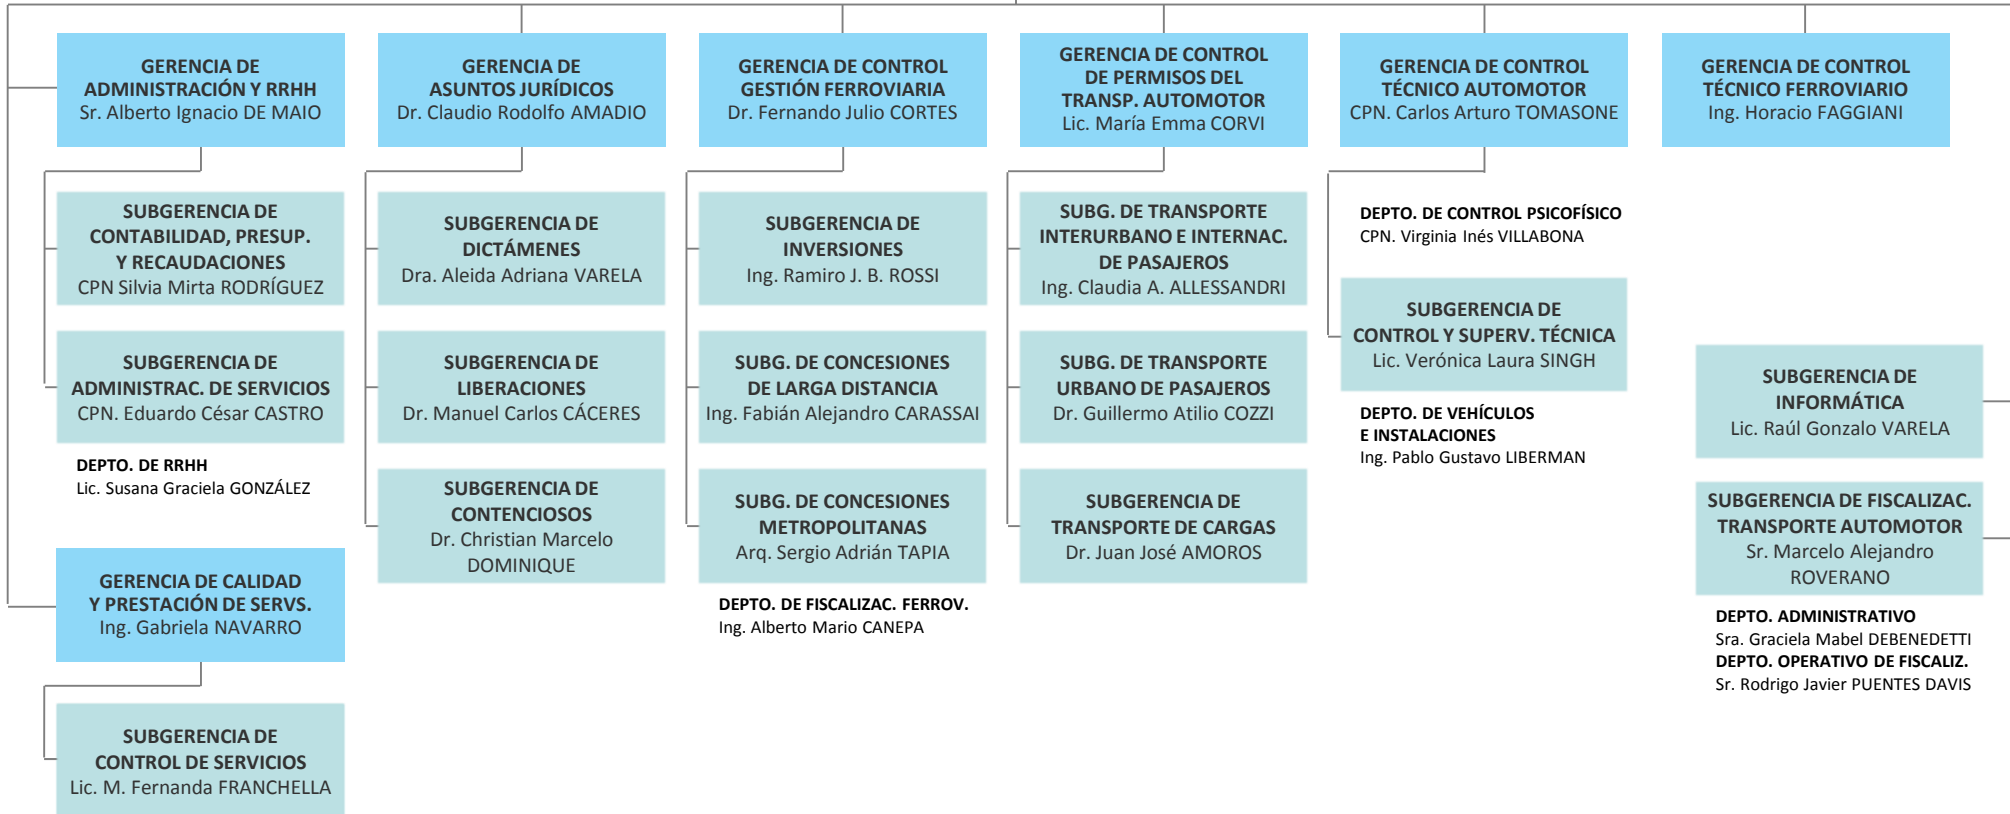 GERENCIA DE
ADMINISTRACIÓN Y RRHH
Sr. Alberto Ignacio DE MAIO
SUBGERENCIA DE
CONTABILIDAD, PRESUP.
Y RECAUDACIONES
CPN Silvia Mirta RODRÍGUEZ
SUBGERENCIA DE
ADMINISTRAC. DE SERVICIOS
CPN. Eduardo César CASTRO
DEPTO. DE RRHH
Lic. Susana Graciela GONZÁLEZ
GERENCIA DE CALIDAD
Y PRESTACIÓN DE SERVS.
Ing. Gabriela NAVARRO
SUBGERENCIA DE
CONTROL DE SERVICIOS
Lic. M. Fernanda FRANCHELLA
GERENCIA DE
ASUNTOS JURÍDICOS
Dr. Claudio Rodolfo AMADIO
SUBGERENCIA DE
DICTÁMENES
Dra. Aleida Adriana VARELA
SUBGERENCIA DE
LIBERACIONES
Dr. Manuel Carlos CÁCERES
SUBGERENCIA DE
CONTENCIOSOS
Dr. Christian Marcelo
DOMINIQUE
GERENCIA DE CONTROL
GESTIÓN FERROVIARIA
Dr. Fernando Julio CORTES
SUBGERENCIA DE
INVERSIONES
Ing. Ramiro J. B. ROSSI
SUBG. DE CONCESIONES
DE LARGA DISTANCIA
Ing. Fabián Alejandro CARASSAI
SUBG. DE CONCESIONES
METROPOLITANAS
Arq. Sergio Adrián TAPIA
DEPTO. DE FISCALIZAC. FERROV.
Ing. Alberto Mario CANEPA
GERENCIA DE CONTROL
DE PERMISOS DEL
TRANSP. AUTOMOTOR
Lic. María Emma CORVI
SUBG. DE TRANSPORTE
INTERURBANO E INTERNAC.
DE PASAJEROS
Ing. Claudia A. ALLESSANDRI
SUBG. DE TRANSPORTE
URBANO DE PASAJEROS
Dr. Guillermo Atilio COZZI
SUBGERENCIA DE
TRANSPORTE DE CARGAS
Dr. Juan José AMOROS
GERENCIA DE CONTROL
TÉCNICO AUTOMOTOR
CPN. Carlos Arturo TOMASONE
DEPTO. DE CONTROL PSICOFÍSICO
CPN. Virginia Inés VILLABONA
SUBGERENCIA DE
CONTROL Y SUPERV. TÉCNICA
Lic. Verónica Laura SINGH
DEPTO. DE VEHÍCULOS
E INSTALACIONES
Ing. Pablo Gustavo LIBERMAN
GERENCIA DE CONTROL
TÉCNICO FERROVIARIO
Ing. Horacio FAGGIANI
SUBGERENCIA DE
INFORMÁTICA
Lic. Raúl Gonzalo VARELA
SUBGERENCIA DE FISCALIZAC.
TRANSPORTE AUTOMOTOR
Sr. Marcelo Alejandro
ROVERANO
DEPTO. ADMINISTRATIVO
Sra. Graciela Mabel DEBENEDETTI
DEPTO. OPERATIVO DE FISCALIZ.
Sr. Rodrigo Javier PUENTES DAVIS